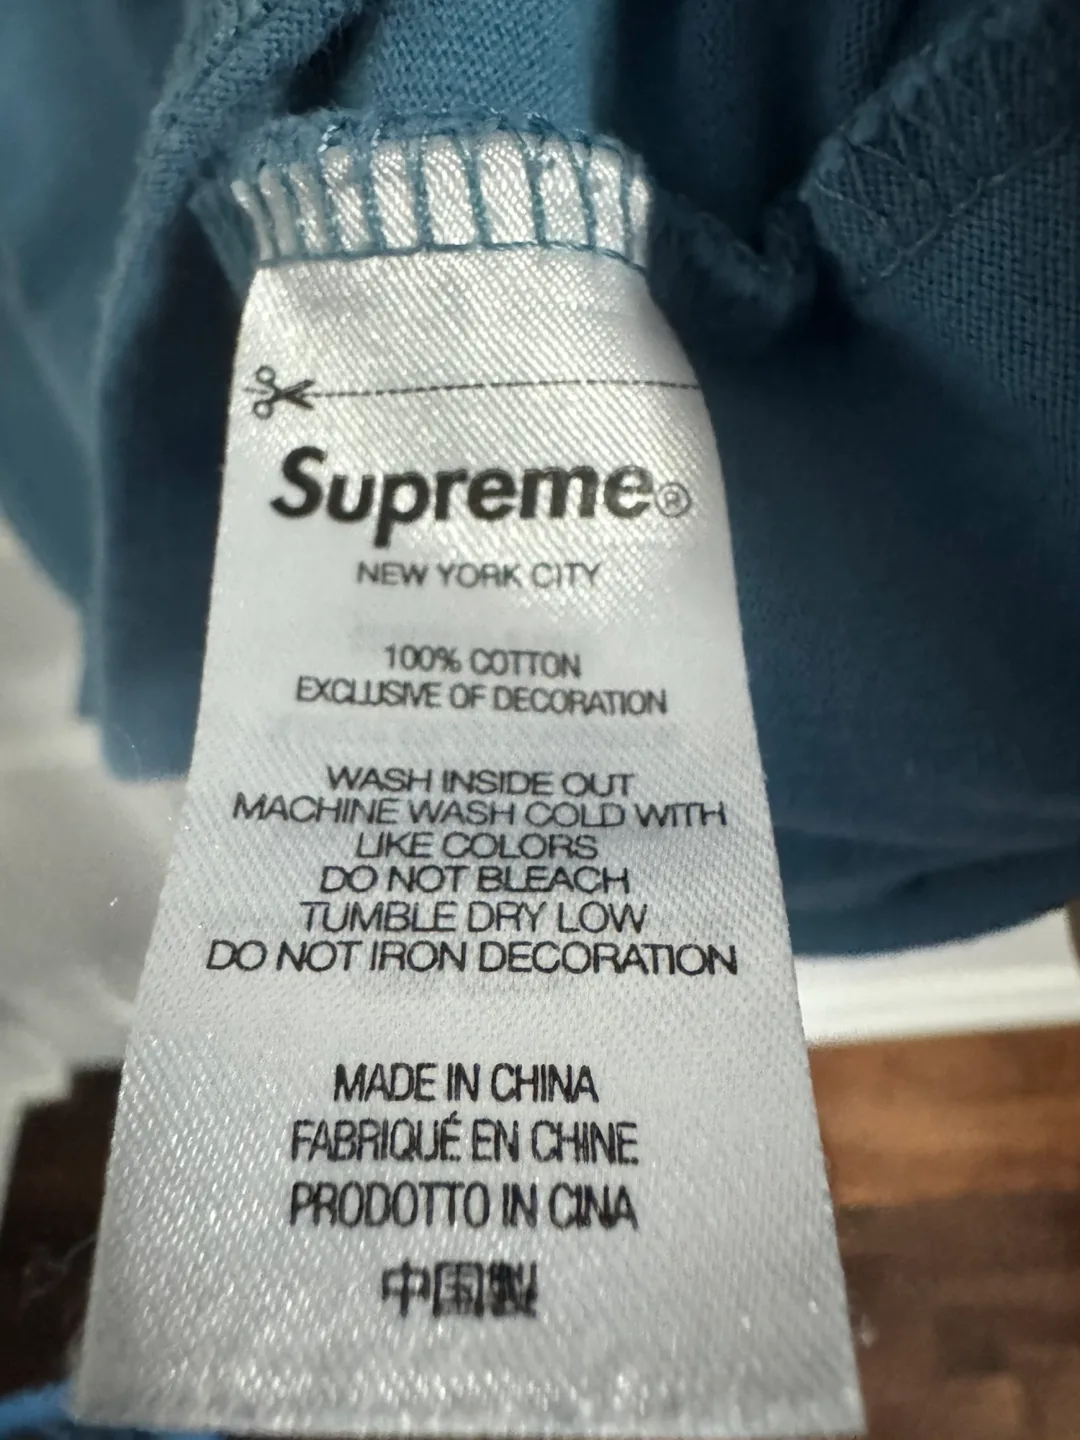 Supreme®
NEW YORK CITY
100% COTTON
EXCLUSIVE OF DECORATION
WASH INSIDE OUT
MACHINE WASH COLD WITH
LIKE COLORS
DO NOT BLEACH
TUMBLE DRY LOW
DO NOT IRON DECORATION
MADE IN CHINA
FABRIQUÉ EN CHINE
PRODOTTO IN CINA
中国製